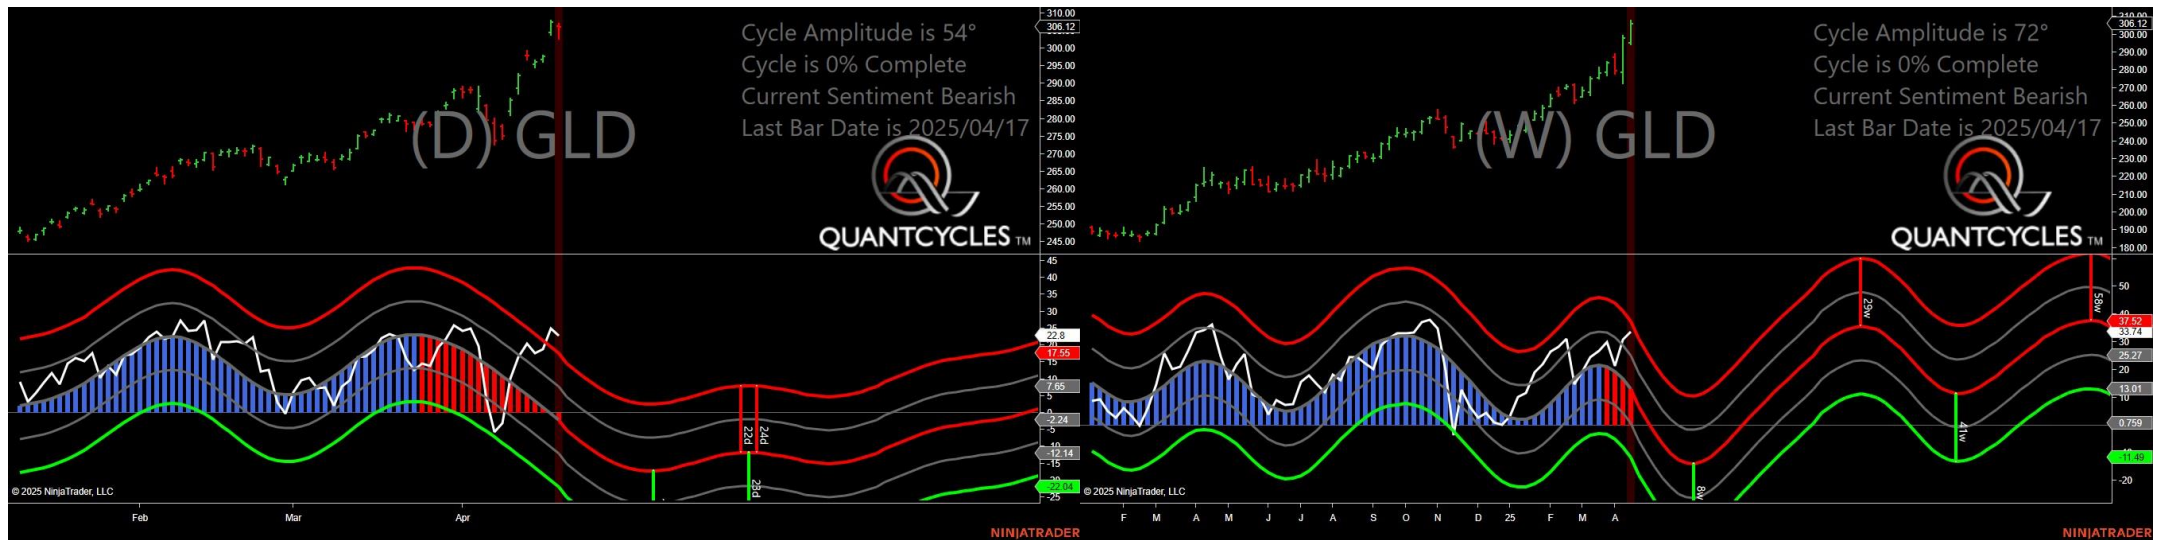 Cycle Amplitude is 54°
Cycle is 0% Complete
Current Sentiment Bearish
Last Bar Date is 2025/04/17
(D) GLD
QUANTCYCLES TM
310.00
306.12
300.00
295.00
290.00
285.00
280.00
275.00
270.00
265.00
260.00
255.00
250.00
245.00
45
40
35
30
25
22.8
17.55
15
10
7.65
5
-2.24
-5
-12.14
-15
-22.04
-25
22d
24d
23d
© 2025 NinjaTrader, LLC
Feb
Mar
Apr
NINJATRADER
Cycle Amplitude is 72°
Cycle is 0% Complete
Current Sentiment Bearish
Last Bar Date is 2025/04/17
(W) GLD
QUANTCYCLES TM
310.00
306.12
300.00
290.00
280.00
270.00
260.00
250.00
240.00
230.00
220.00
210.00
200.00
190.00
180.00
50
40
37.52
33.74
30
25.27
20
13.01
10
0.759
-11.49
-20
29w
58w
41w
8w
© 2025 NinjaTrader, LLC
F
M
A
M
J
J
A
S
O
N
D
25
F
M
A
NINJATRADER